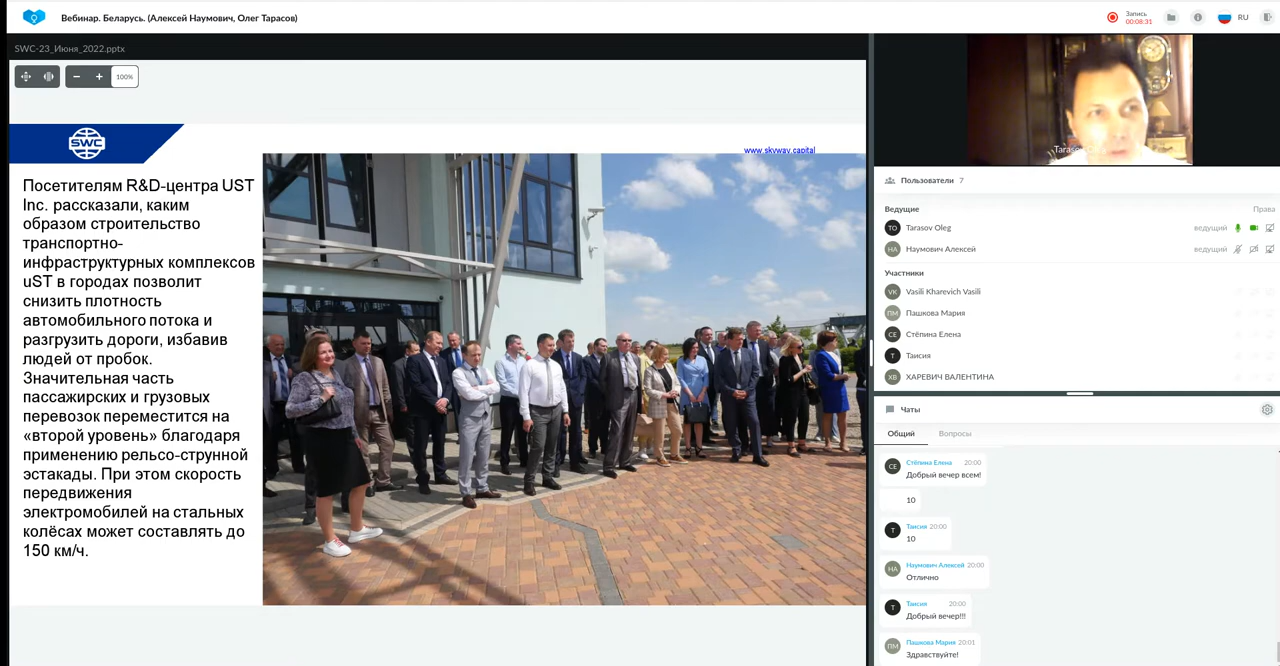 Вебинар. Беларусь. (Алексей Наумович, Олег Тарасов)
Запись
00:08:31
RU
SWC-23_Июня_2022.pptx
100%
SWC
www.skyway.capital
Посетителям R&D-центра UST
Inc. рассказали, каким
образом строительство
транспортно-
инфраструктурных комплексов
uST в городах позволит
снизить плотность
автомобильного потока и
разгрузить дороги, избавив
людей от пробок.
Значительная часть
пассажирских и грузовых
перевозок переместится на
«второй уровень» благодаря
применению рельсо-струнной
эстакады. При этом скорость
передвижения
электромобилей на стальных
колёсах может составлять до
150 км/ч.
Пользователи 7
Ведущие Права
TO Tarasov Oleg ведущий
НА Наумович Алексей ведущий
Участники
VK Vasili Kharevich Vasili
ПМ Пашкова Мария
СЕ Стёпина Елена
Т Таисия
ХВ ХАРЕВИЧ ВАЛЕНТИНА
Чаты
Общий Вопросы
СЕ Стёпина Елена 20:00
Добрый вечер всем!
10
Т Таисия 20:00
10
НА Наумович Алексей 20:00
Отлично
Т Таисия 20:00
Добрый вечер!!!
ПМ Пашкова Мария 20:01
Здравствуйте!